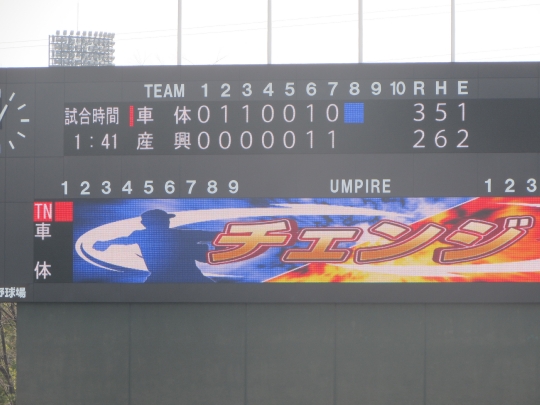 TEAM 1 2 3 4 5 6 7 8 9 10 R H E
試合時間 車 体 0 1 1 0 0 1 0 3 5 1
1:41 産 興 0 0 0 0 0 1 1 2 6 2
1 2 3 4 5 6 7 8 9 UMPIRE 1 2 3
TN
車
体
チェンジ
野球場